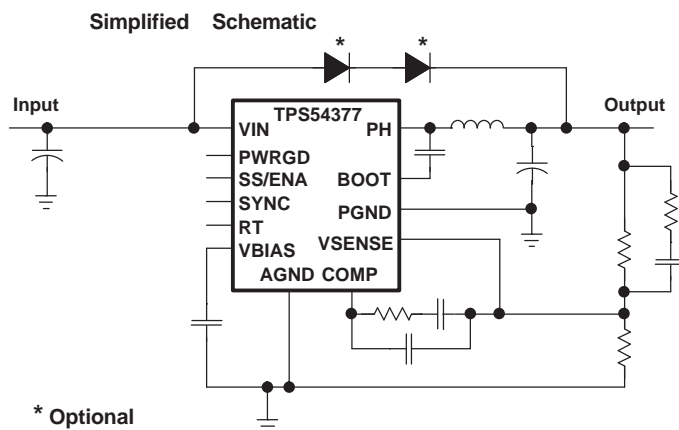 Simplified Schematic
* *
Input
Output
TPS54377
VIN
PH
PWRGD
SS/ENA
BOOT
SYNC
PGND
RT
VSENSE
VBIAS
AGND COMP
* Optional